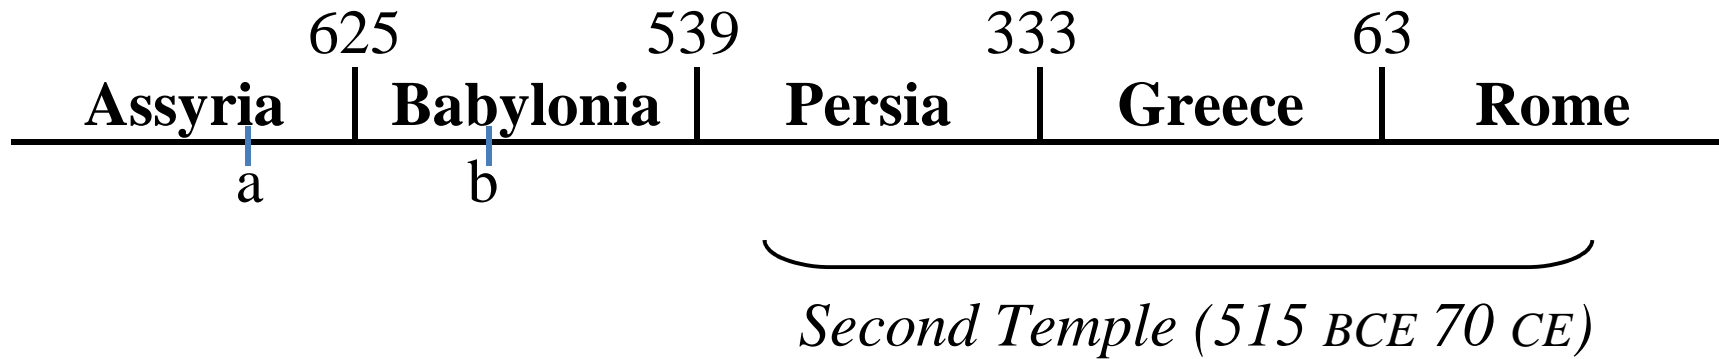 625 539 333 63
Assyria Babylonia Persia Greece Rome
a b
Second Temple (515 BCE 70 CE)